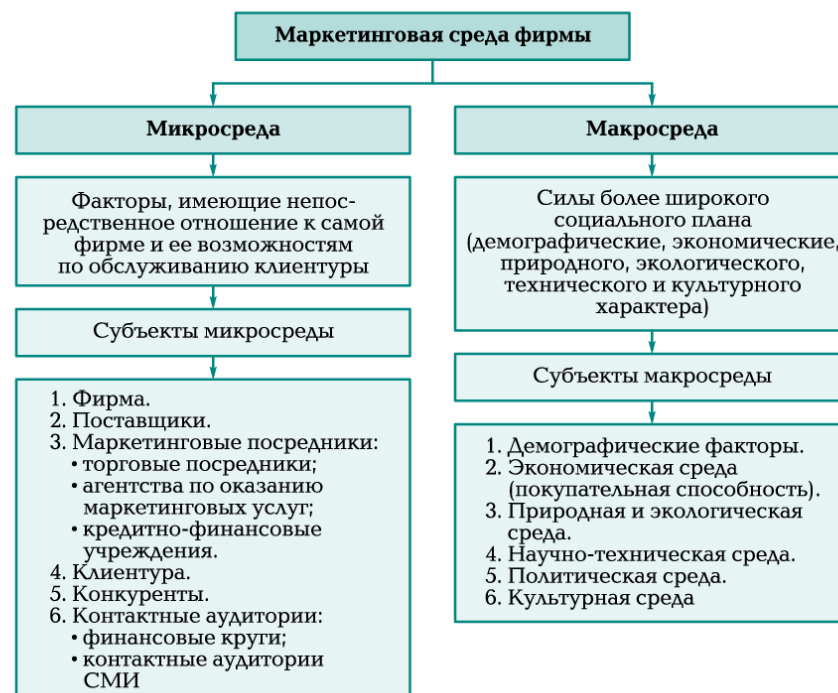 Маркетинговая среда фирмы
Микросреда
Факторы, имеющие непос-
редственное отношение к самой
фирме и ее возможностям
по обслуживанию клиентуры
Субъекты микросреды
1. Фирма.
2. Поставщики.
3. Маркетинговые посредники:
• торговые посредники;
• агентства по оказанию
маркетинговых услуг;
• кредитно-финансовые
учреждения.
4. Клиентура.
5. Конкуренты.
6. Контактные аудитории:
• финансовые круги;
• контактные аудитории
СМИ
Макросреда
Силы более широкого
социального плана
(демографические, экономические,
природного, экологического,
технического и культурного
характера)
Субъекты макросреды
1. Демографические факторы.
2. Экономическая среда
(покупательная способность).
3. Природная и экологическая
среда.
4. Научно-техническая среда.
5. Политическая среда.
6. Культурная среда